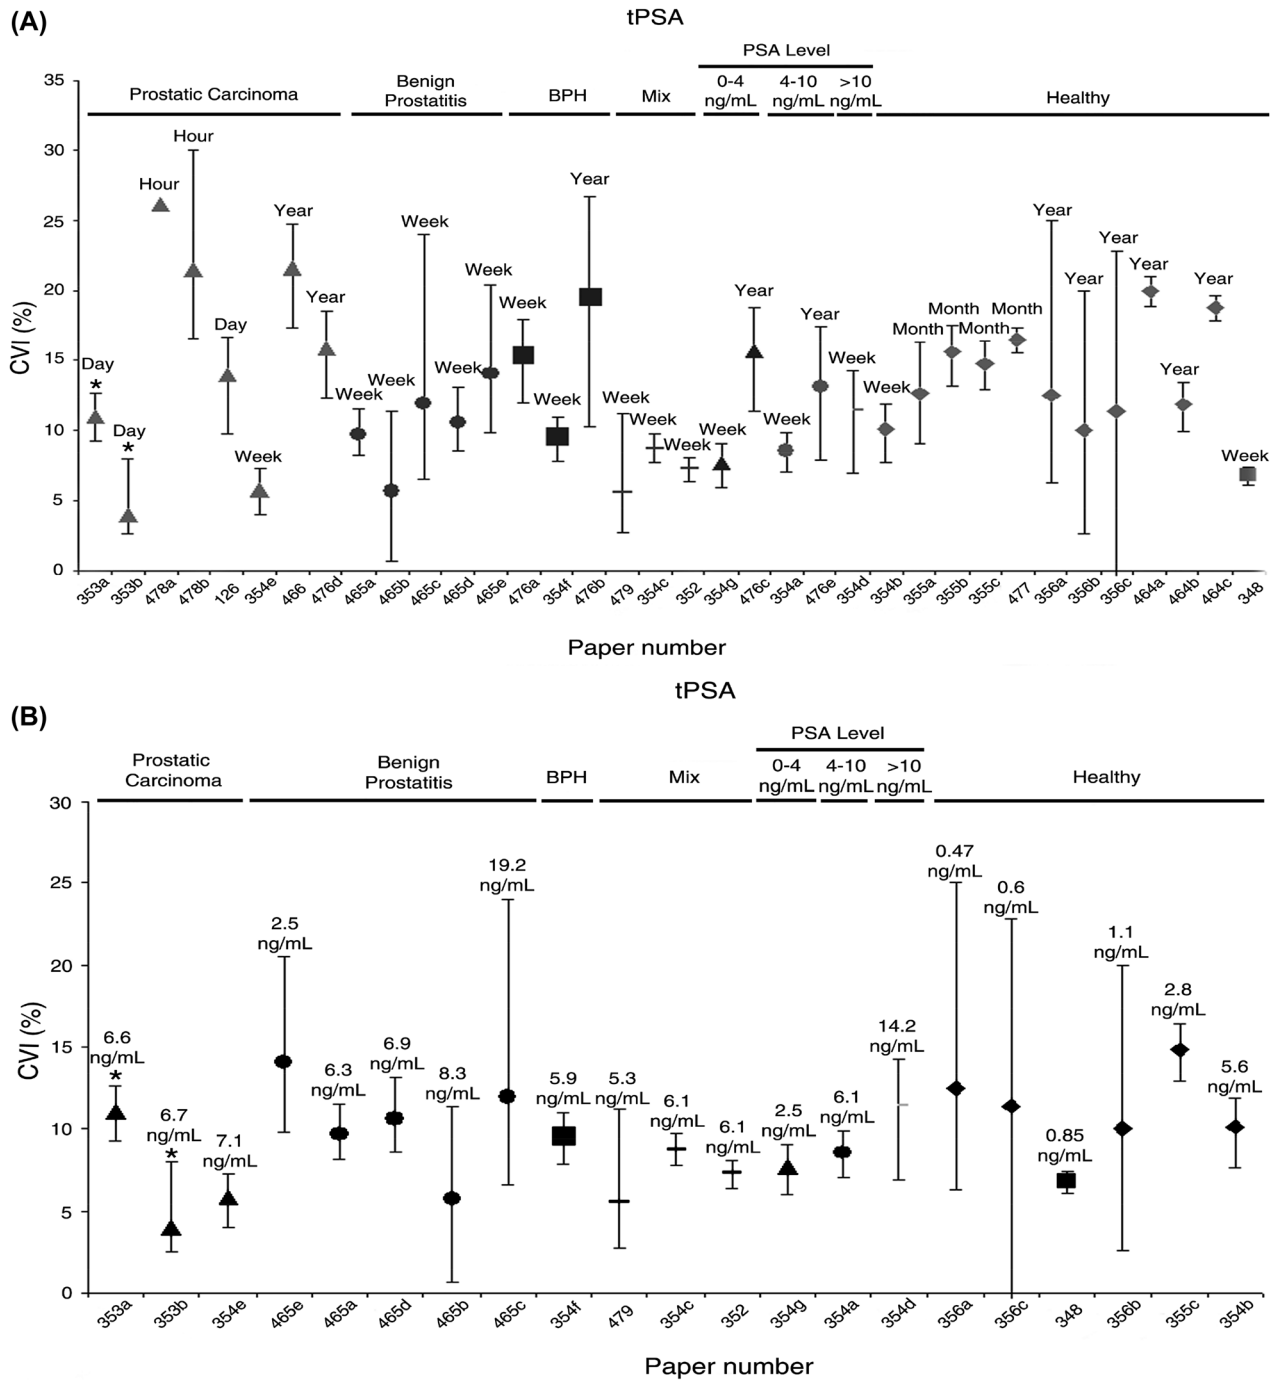 (A)
tPSA
PSA Level
Prostatic Carcinoma
Benign
Prostatitis
BPH
Mix
0-4
ng/mL
4-10
ng/mL
>10
ng/mL
Healthy
35
30
25
20
15
10
5
0
CVI (%)
Day
*
Day
*
Hour
Hour
Day
Week
Year
Year
Week
Week
Week
Week
Week
Week
Week
Year
Week
Week
Week
Week
Year
Week
Year
Week
Week
Month
Month
Month
Month
Year
Year
Year
Year
Year
Year
Week
353a
353b
478a
478b
126
354e
466
476d
465a
465b
465c
465d
465e
476a
354f
476b
479
354c
352
354g
476c
354a
476e
354d
354b
355a
355b
355c
477
356a
356b
356c
464a
464b
464c
348
Paper number
(B)
tPSA
PSA Level
Prostatic
Carcinoma
Benign
Prostatitis
BPH
Mix
0-4
ng/mL
4-10
ng/mL
>10
ng/mL
Healthy
30
25
20
15
10
5
0
CVI (%)
6.6
ng/mL
*
6.7
ng/mL
*
7.1
ng/mL
2.5
ng/mL
6.3
ng/mL
6.9
ng/mL
8.3
ng/mL
19.2
ng/mL
5.9
ng/mL
5.3
ng/mL
6.1
ng/mL
6.1
ng/mL
2.5
ng/mL
6.1
ng/mL
14.2
ng/mL
0.47
ng/mL
0.6
ng/mL
0.85
ng/mL
1.1
ng/mL
2.8
ng/mL
5.6
ng/mL
353a
353b
354e
465e
465a
465d
465b
465c
354f
479
354c
352
354g
354a
354d
356a
356c
348
356b
355c
354b
Paper number